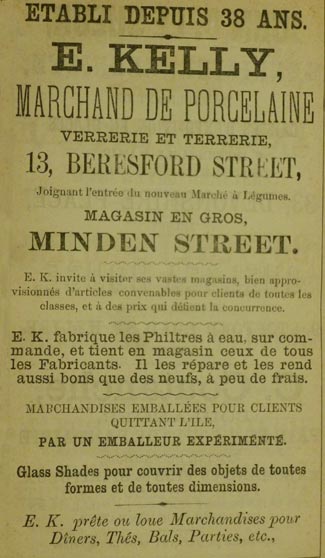 ETABLI DEPUIS 38 ANS.
E. KELLY,
MARCHAND DE PORCELAINE
VERRERIE ET TERRERIE,
13, BERESFORD STREET,
Joignant l'entrée du nouveau Marché à Légumes.
MAGASIN EN GROS,
MINDEN STREET.
E. K. invite à visiter ses vastes magasins, bien appro-
visionnés d'articles convenables pour clients de toutes les
classes, et à des prix qui défient la concurrence.
E. K. fabrique les Philtres à eau, sur com-
mande, et tient en magasin ceux de tous
les Fabricants. Il les répare et les rend
aussi bons que des neufs, à peu de frais.
MARCHANDISES EMBALLÉES POUR CLIENTS
QUITTANT L'ILE,
PAR UN EMBALLEUR EXPÉRIMÉNTÉ.
Glass Shades pour couvrir des objets de toutes
formes et de toutes dimensions.
E. K. prête ou loue Marchandises pour
Dîners, Thés, Bals, Parties, etc.,